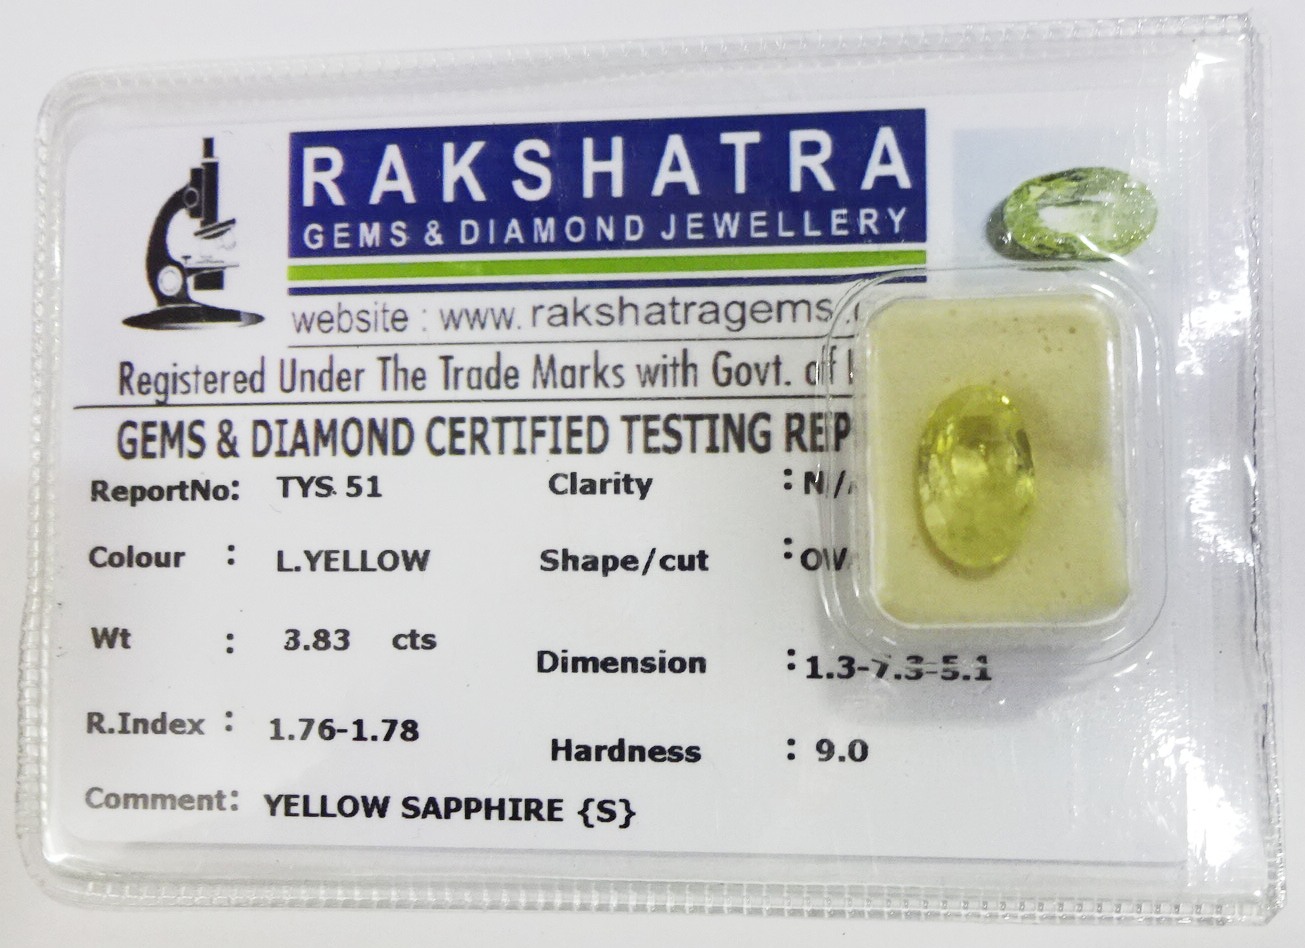 RAKSHATRA
GEMS & DIAMOND JEWELLERY
website : www.rakshatragems.
Registered Under The Trade Marks with Govt. of
GEMS & DIAMOND CERTIFIED TESTING REP
ReportNo: TYS 51 Clarity : N/
Colour : L.YELLOW Shape/cut : OV
Wt : 3.83 cts Dimension : 1.3-7.3-5.1
R.Index : 1.76-1.78 Hardness : 9.0
Comment: YELLOW SAPPHIRE {S}